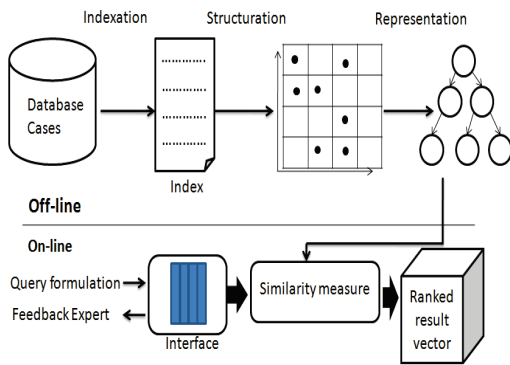 Indexation
Structuration
Representation
Database
Cases
Index
Off-line
On-line
Query formulation
Feedback Expert
Interface
Similarity measure
Ranked
result
vector